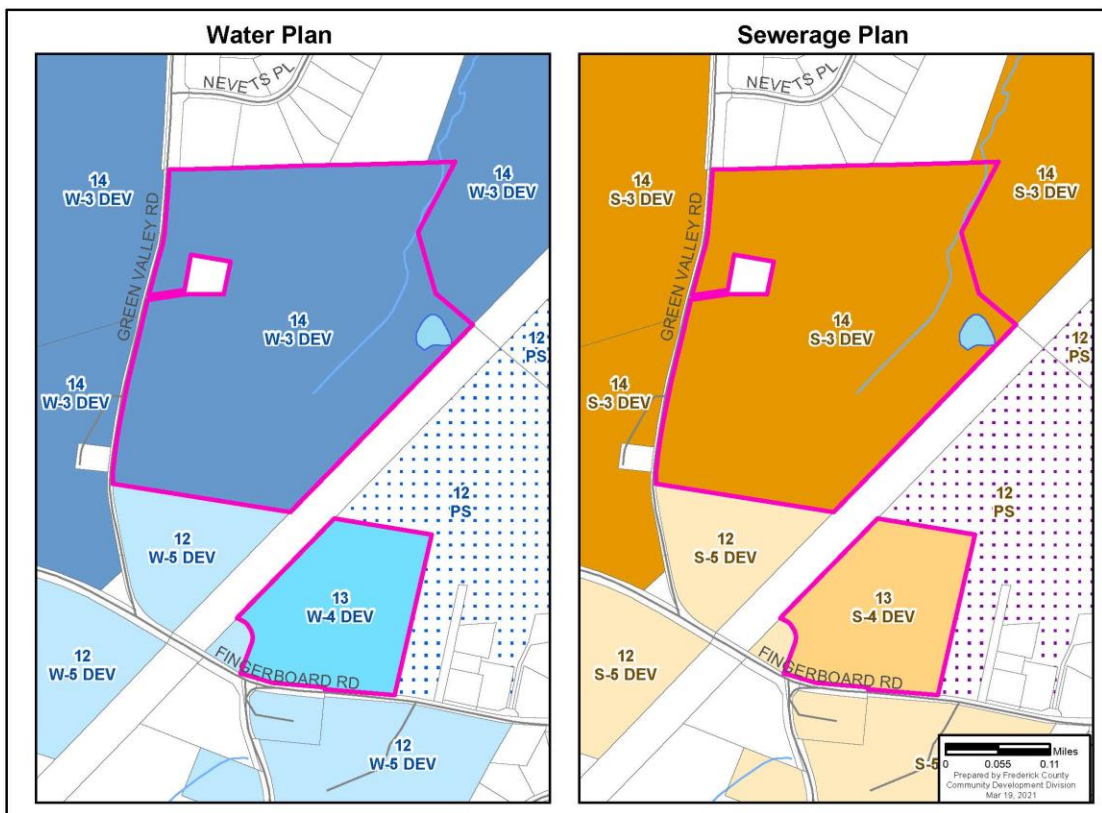 Water Plan
NEVETS PL
14
W-3 DEV
14
W-3 DEV
GREEN VALLEY RD
14
W-3 DEV
12
PS
14
W-3 DEV
12
PS
12
W-5 DEV
13
W-4 DEV
12
W-5 DEV
FINGERBOARD RD
12
W-5 DEV
Sewerage Plan
NEVETS PL
14
S-3 DEV
14
S-3 DEV
GREEN VALLEY RD
14
S-3 DEV
12
PS
14
S-3 DEV
12
PS
12
S-5 DEV
13
S-4 DEV
12
S-5 DEV
FINGERBOARD RD
12
S-5
Miles
0 0.055 0.11
Prepared by Frederick County
Community Development Division
Mar 19, 2021